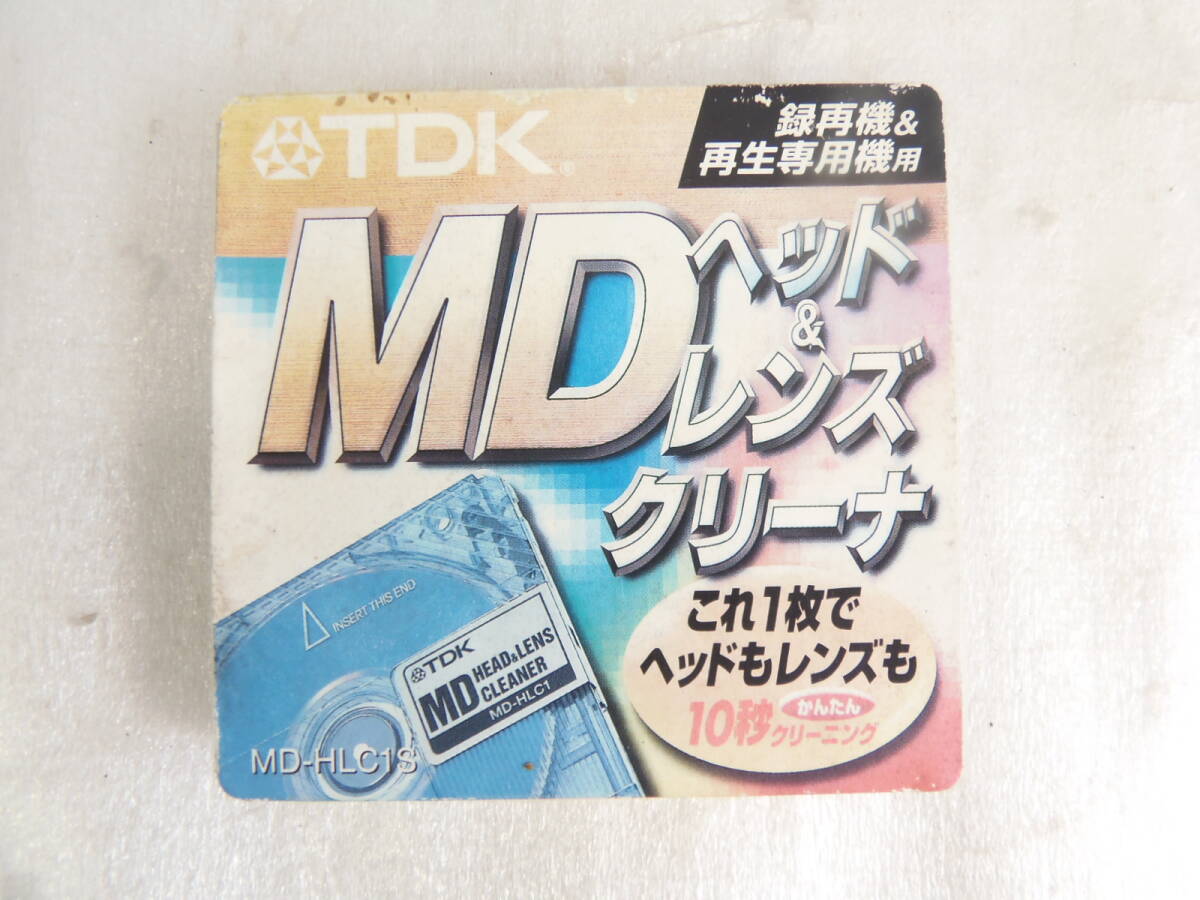 TDK®
録再機&
再生専用機用
MD
ヘッド
&
レンズ
クリーナ
INSERT THIS END
TDK
MD HEAD&LENS CLEANER
MD-HLC1
これ1枚で
ヘッドもレンズも
10秒かんたんクリーニング
MD-HLC1S